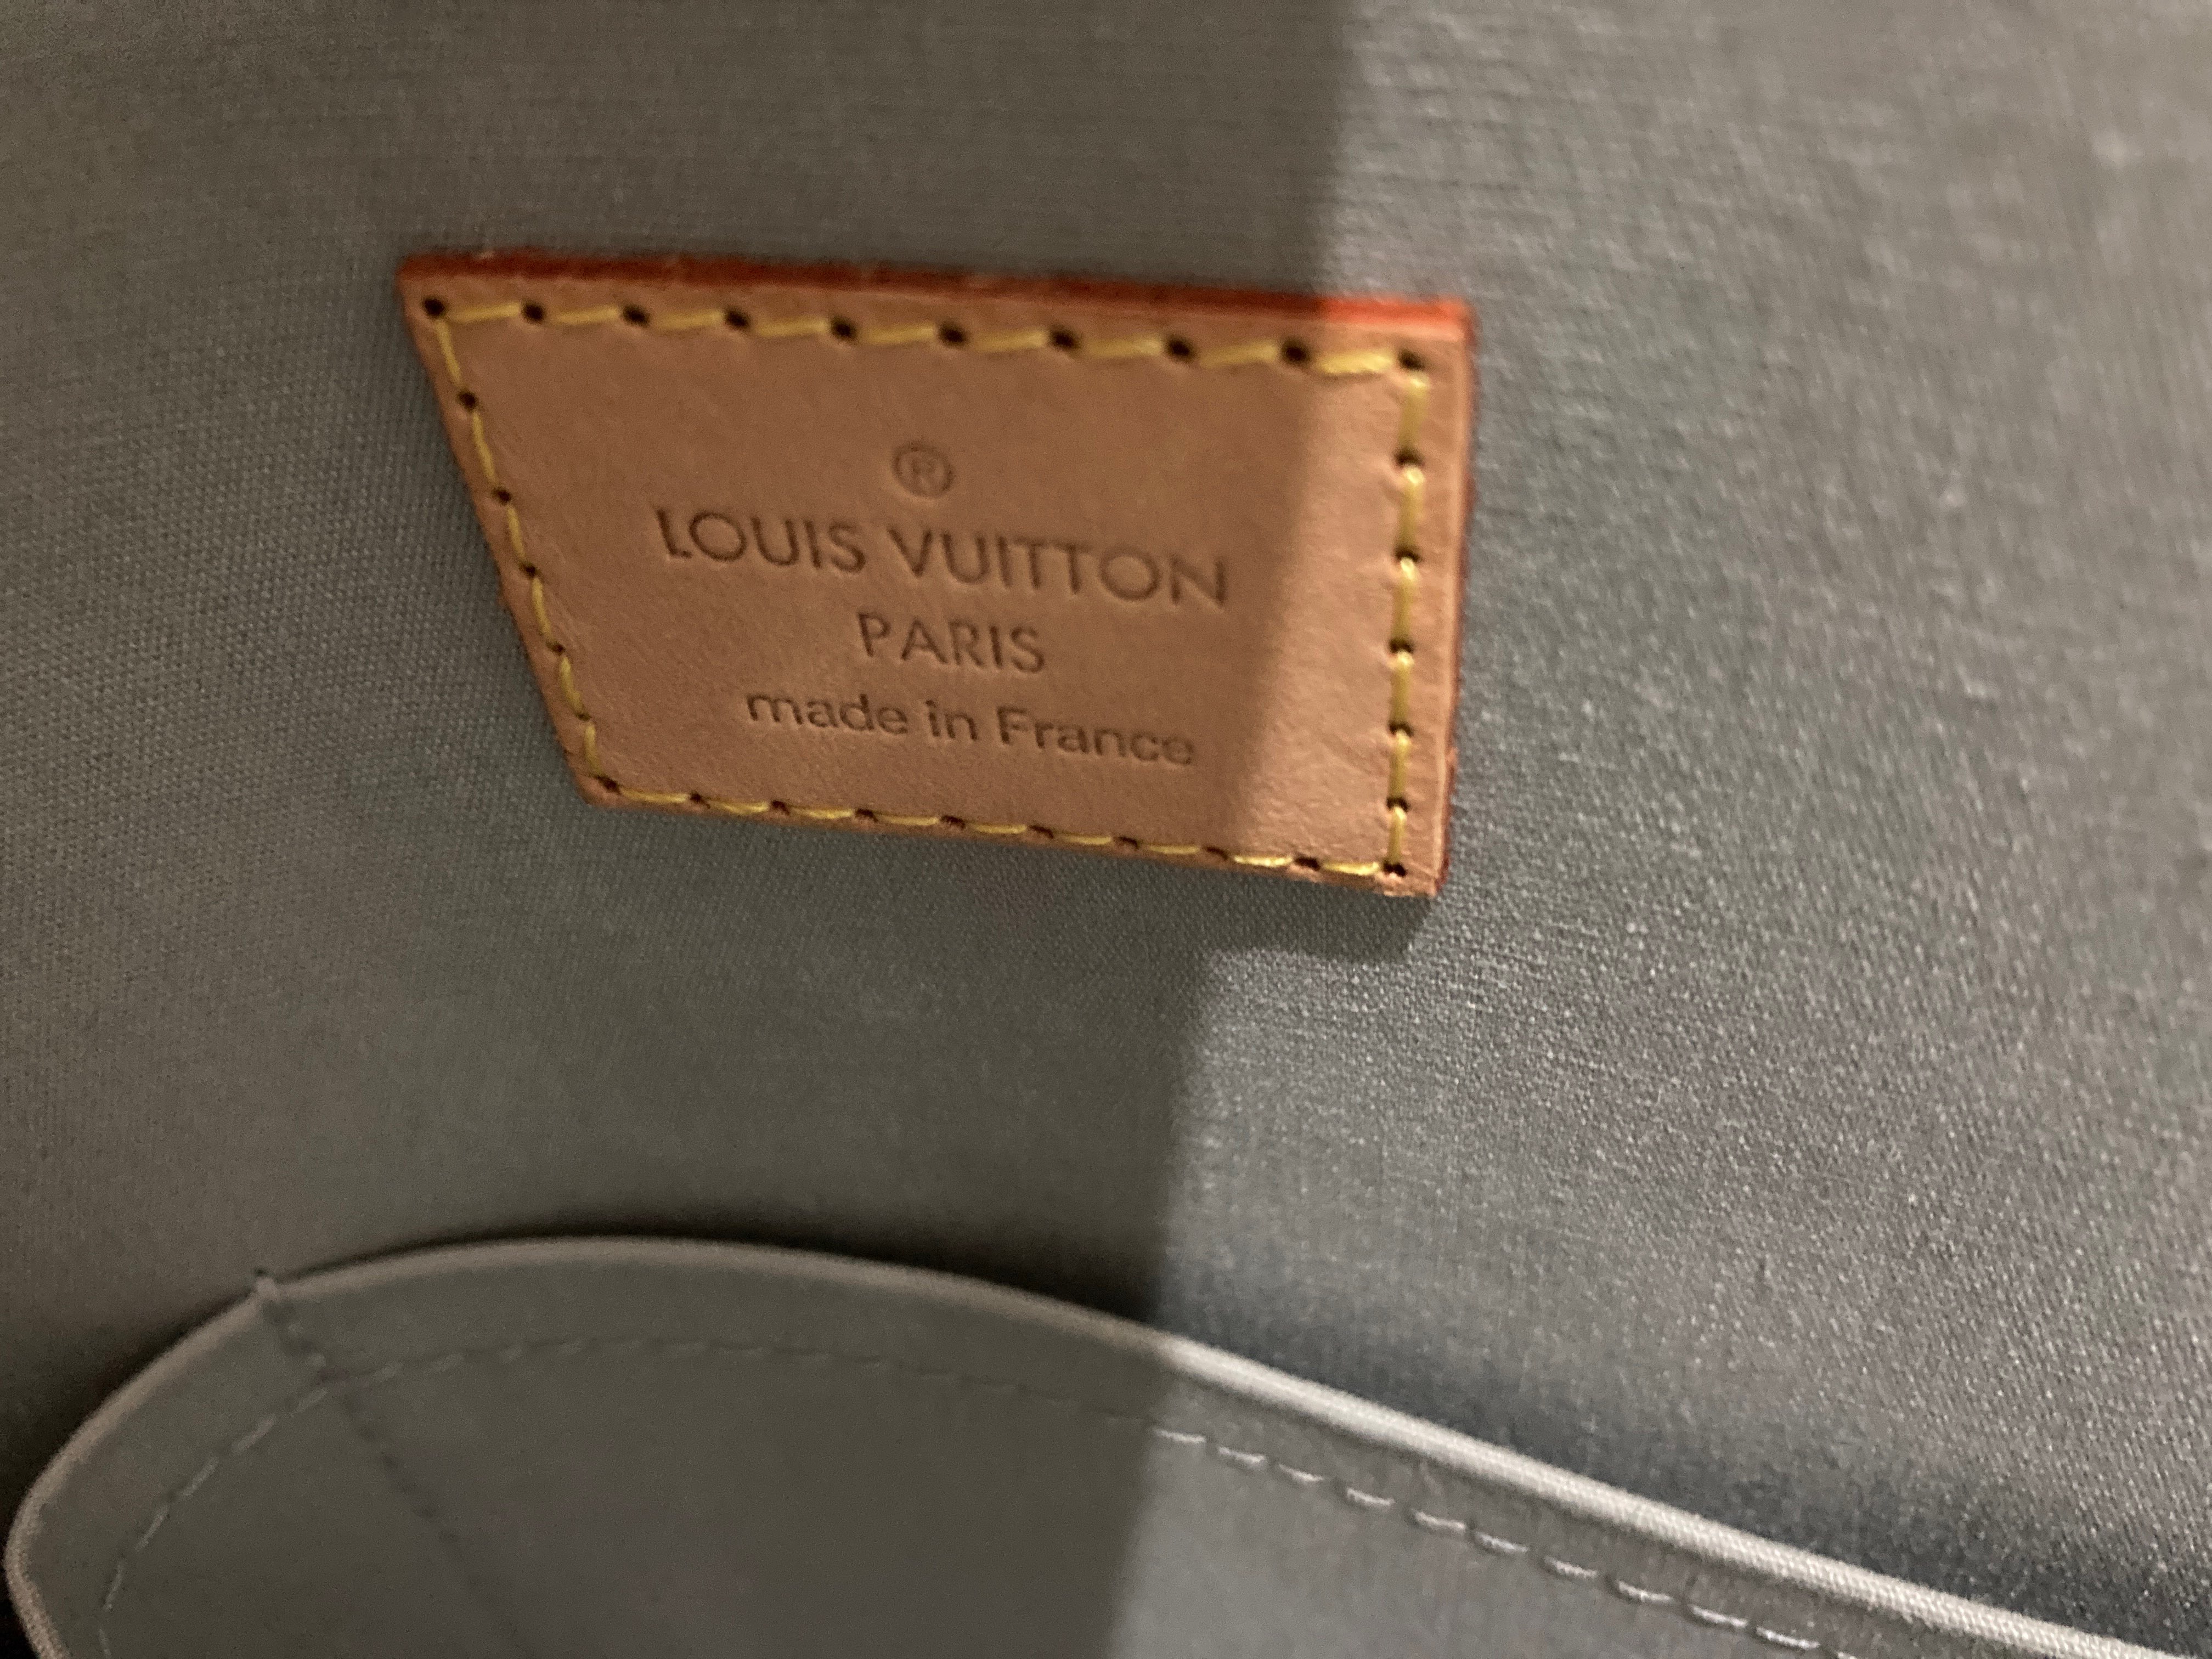 ®
LOUIS VUITTON
PARIS
made in France